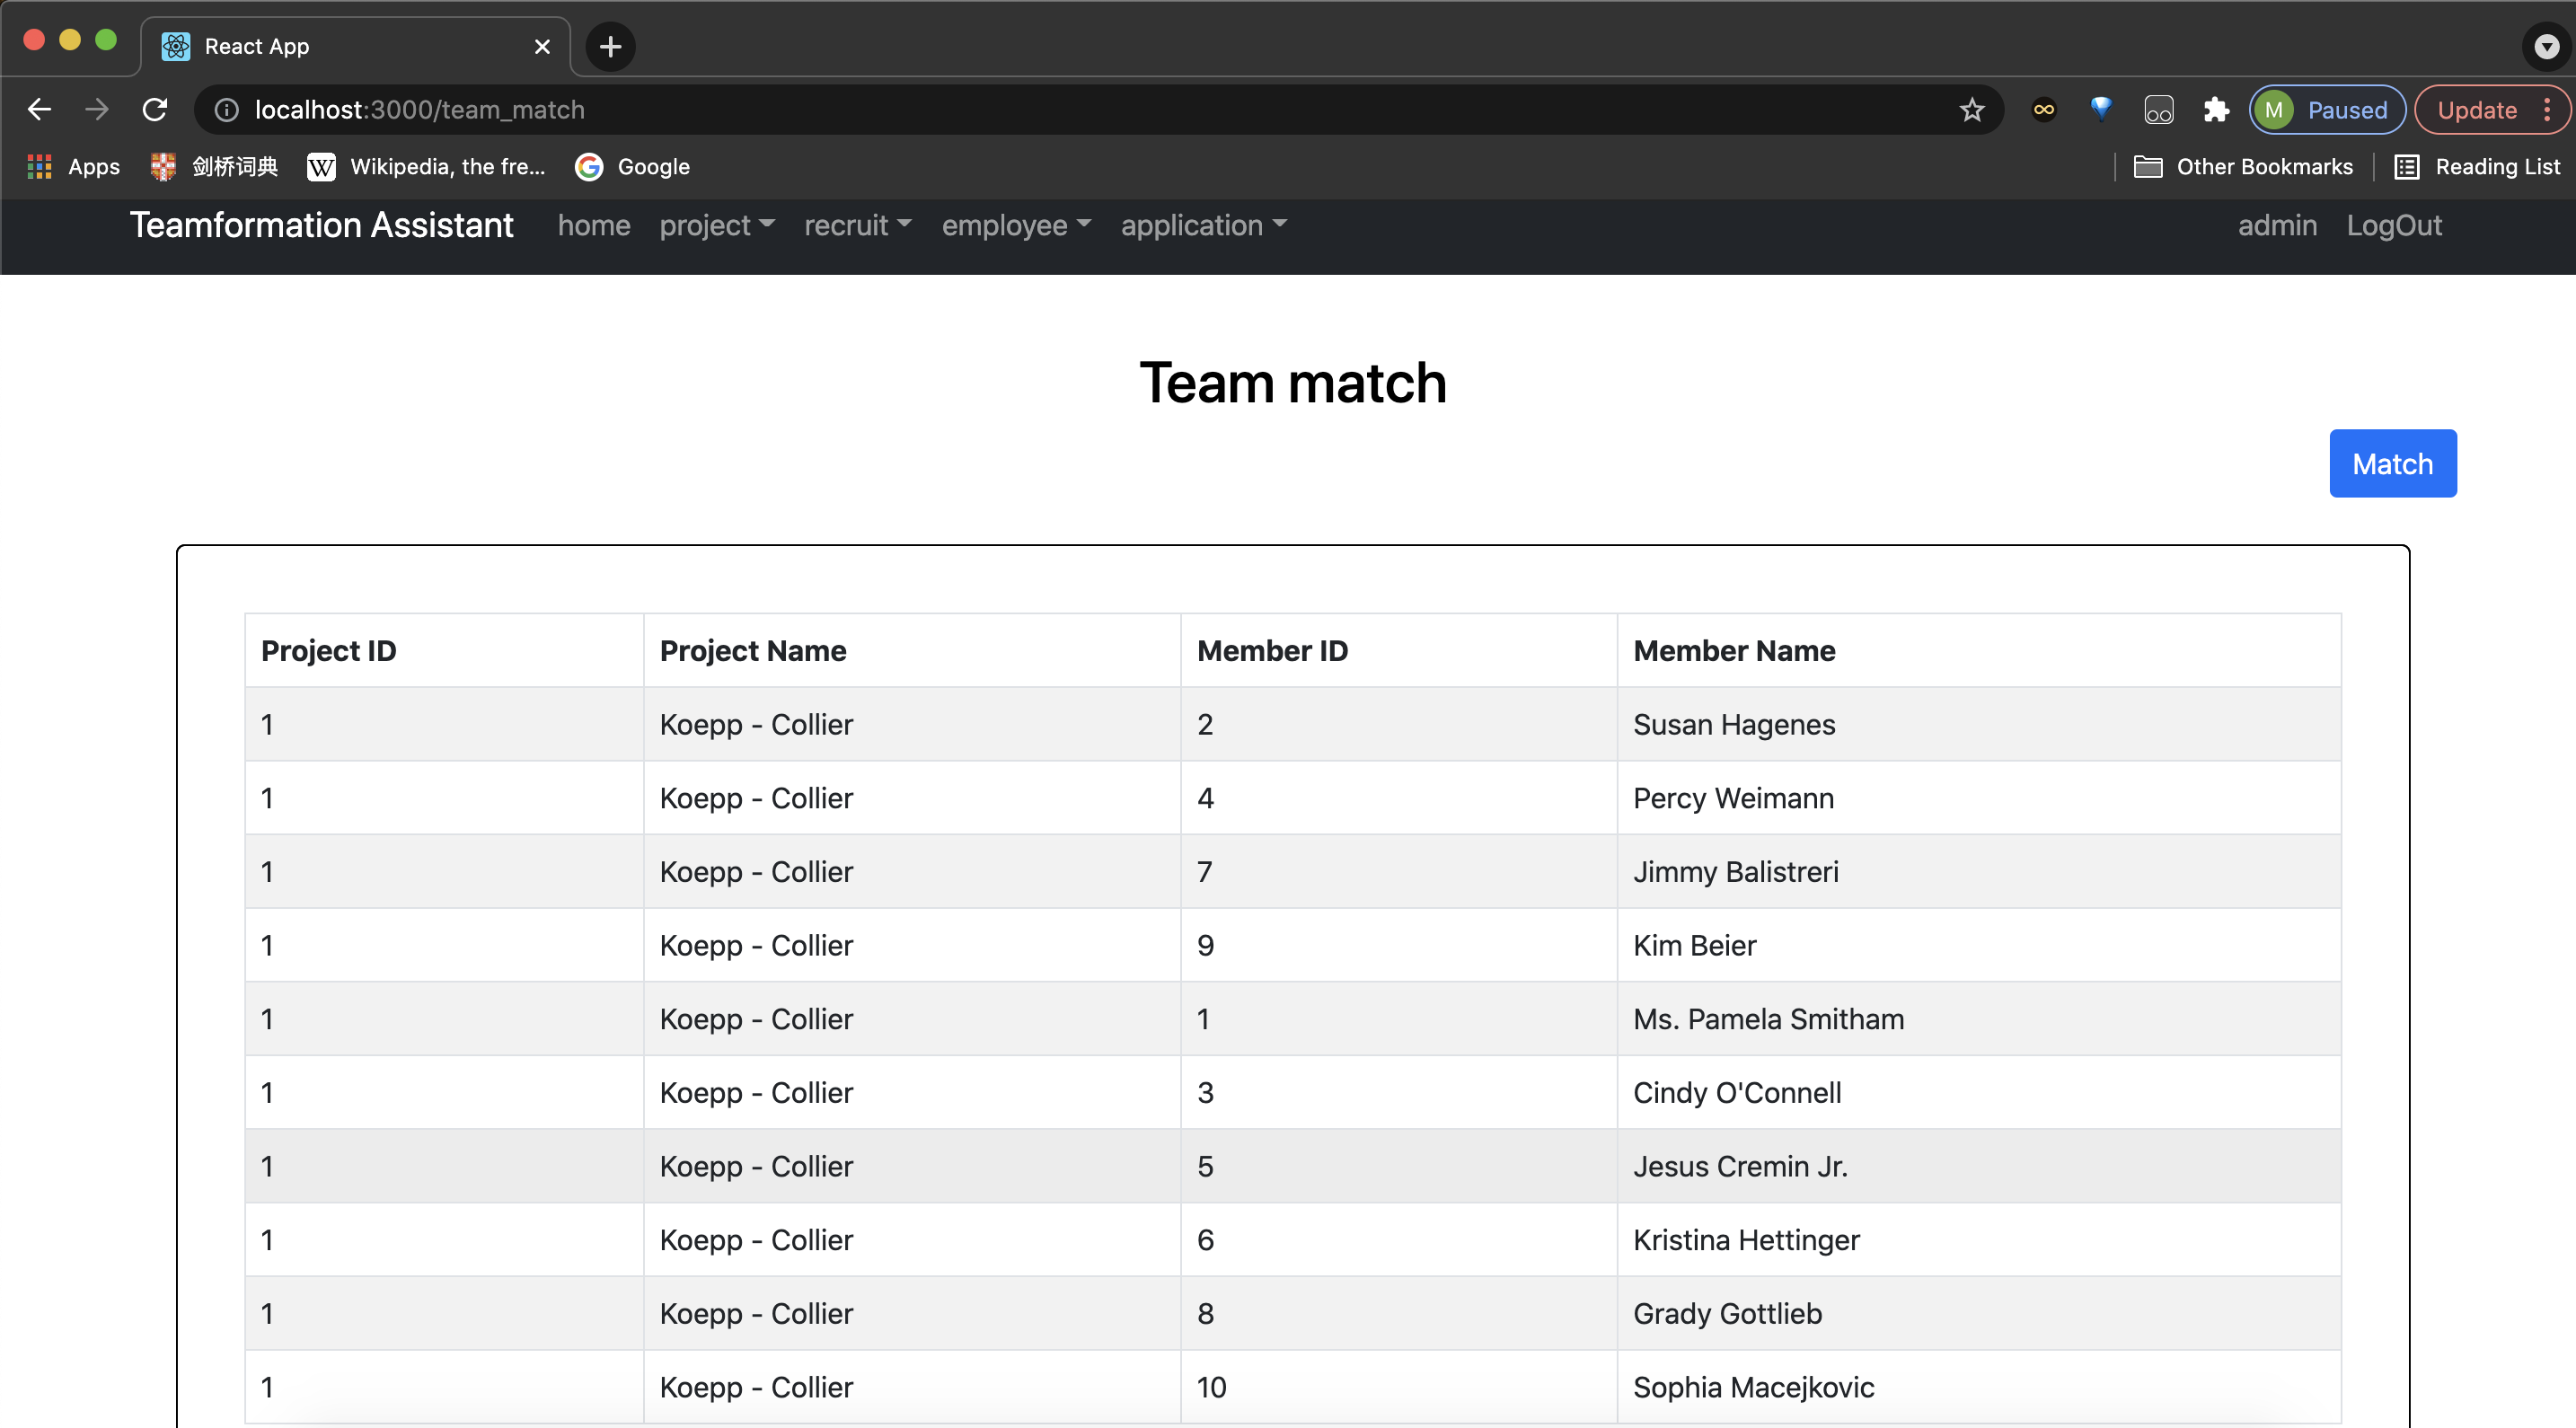 React App
localhost:3000/team_match
M Paused Update
Apps 剑桥词典 W Wikipedia, the fre... G Google Other Bookmarks Reading List
Teamformation Assistant home project recruit employee application admin LogOut
Team match
Match
Project ID Project Name Member ID Member Name
1 Koepp - Collier 2 Susan Hagenes
1 Koepp - Collier 4 Percy Weimann
1 Koepp - Collier 7 Jimmy Balistreri
1 Koepp - Collier 9 Kim Beier
1 Koepp - Collier 1 Ms. Pamela Smitham
1 Koepp - Collier 3 Cindy O'Connell
1 Koepp - Collier 5 Jesus Cremin Jr.
1 Koepp - Collier 6 Kristina Hettinger
1 Koepp - Collier 8 Grady Gottlieb
1 Koepp - Collier 10 Sophia Macejkovic